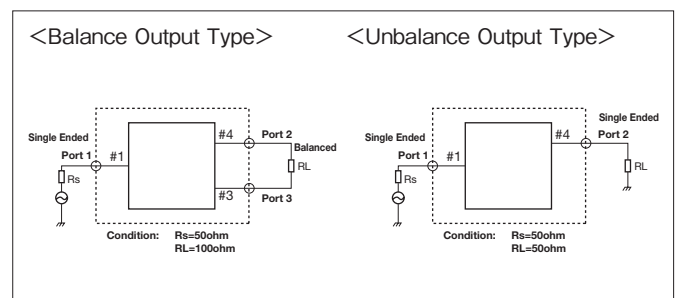 <Balance Output Type>
<Unbalance Output Type>
Single Ended
Port 1
#1
Rs
#4
Port 2
Balanced
RL
#3
Port 3
Condition: Rs=50ohm
RL=100ohm
Single Ended
Port 1
#1
Rs
#4
Single Ended
Port 2
RL
Condition: Rs=50ohm
RL=50ohm